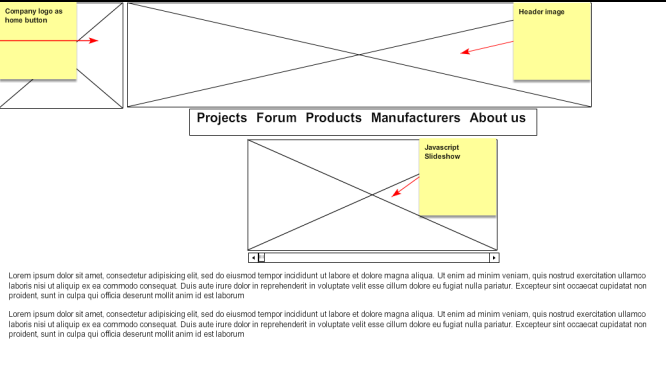 Company logo as
home button
Header image
Projects Forum Products Manufacturers About us
Javascript
Slideshow
Lorem ipsum dolor sit amet, consectetur adipisicing elit, sed do eiusmod tempor incididunt ut labore et dolore magna aliqua. Ut enim ad minim veniam, quis nostrud exercitation ullamco
laboris nisi ut aliquip ex ea commodo consequat. Duis aute irure dolor in reprehenderit in voluptate velit esse cillum dolore eu fugiat nulla pariatur. Excepteur sint occaecat cupidatat non
proident, sunt in culpa qui officia deserunt mollit anim id est laborum
Lorem ipsum dolor sit amet, consectetur adipisicing elit, sed do eiusmod tempor incididunt ut labore et dolore magna aliqua. Ut enim ad minim veniam, quis nostrud exercitation ullamco
laboris nisi ut aliquip ex ea commodo consequat. Duis aute irure dolor in reprehenderit in voluptate velit esse cillum dolore eu fugiat nulla pariatur. Excepteur sint occaecat cupidatat non
proident, sunt in culpa qui officia deserunt mollit anim id est laborum